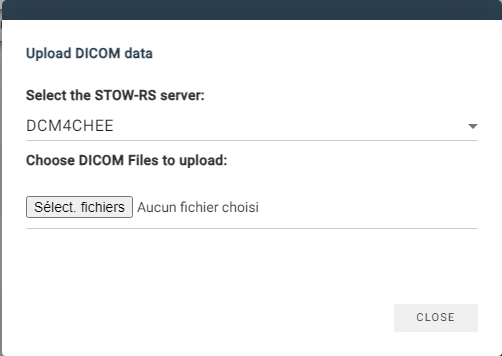 Upload DICOM data
Select the STOW-RS server:
DCM4CHEE
Choose DICOM Files to upload:
Sélect. fichiers Aucun fichier choisi
CLOSE